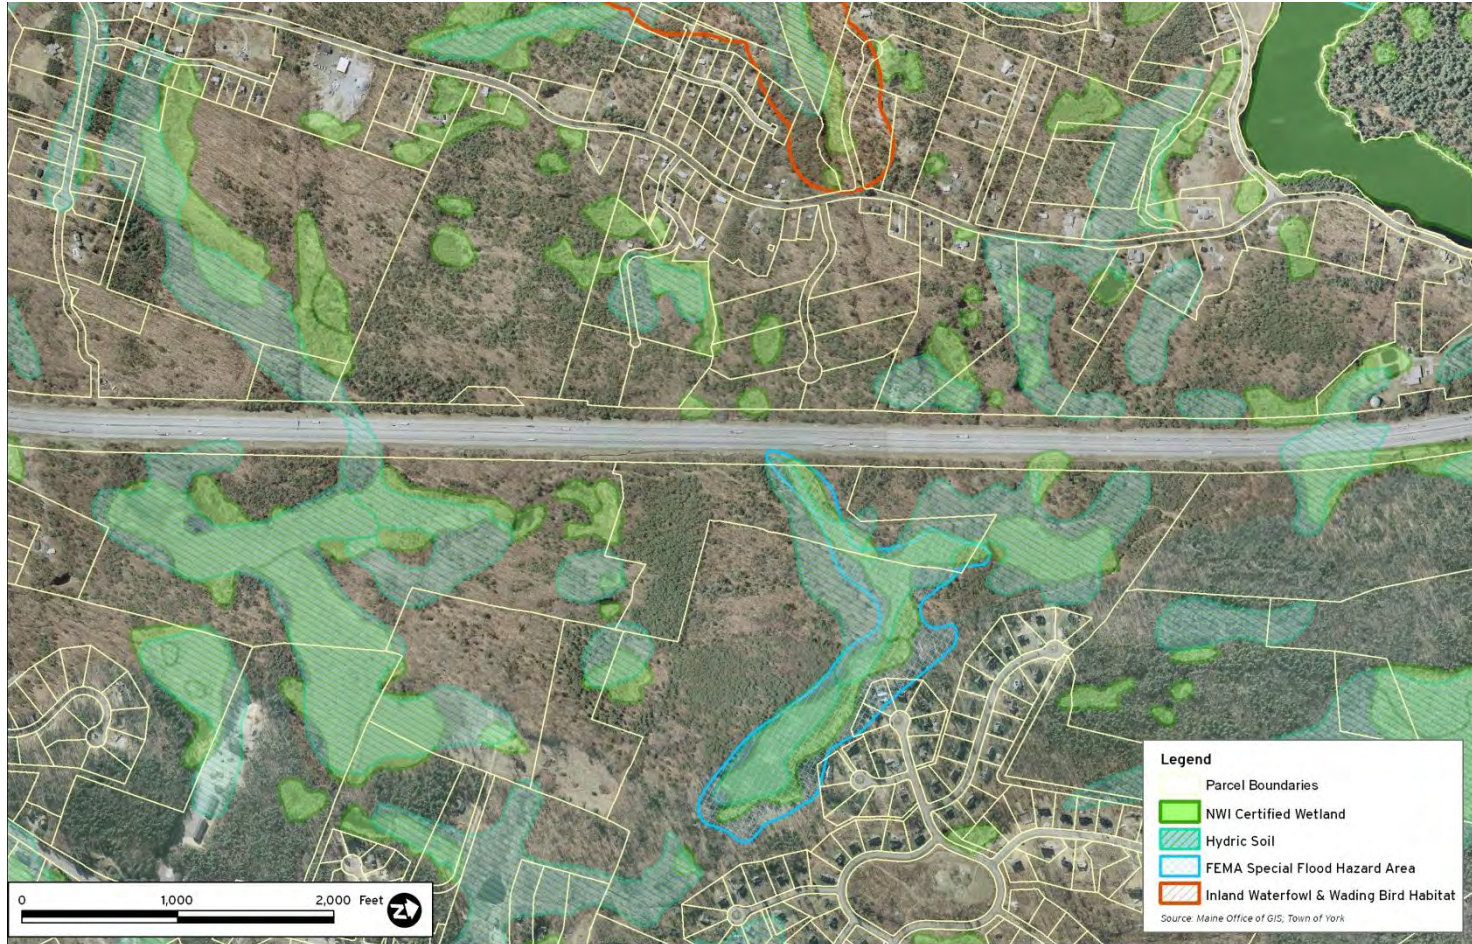 Legend
Parcel Boundaries
NWI Certified Wetland
Hydric Soil
FEMA Special Flood Hazard Area
Inland Waterfowl & Wading Bird Habitat
Source: Maine Office of GIS; Town of York
0 1,000 2,000 Feet
Z